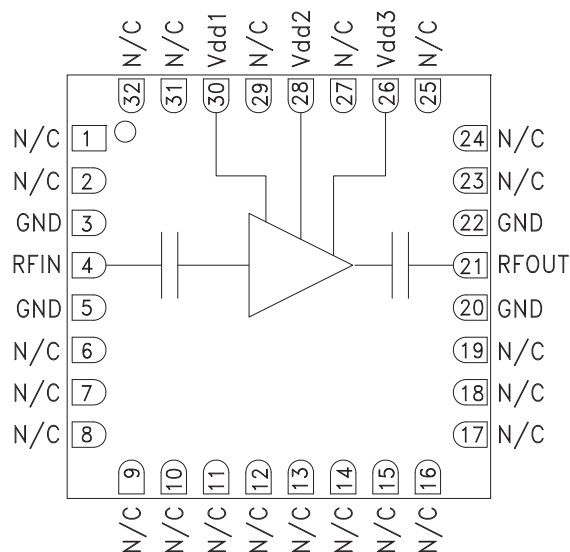 N/C N/C Vdd1 N/C Vdd2 N/C Vdd3 N/C
32 31 30 29 28 27 26 25
N/C 1 24 N/C
N/C 2 23 N/C
GND 3 22 GND
RFIN 4 21 RFOUT
GND 5 20 GND
N/C 6 19 N/C
N/C 7 18 N/C
N/C 8 17 N/C
9 10 11 12 13 14 15 16
N/C N/C N/C N/C N/C N/C N/C N/C